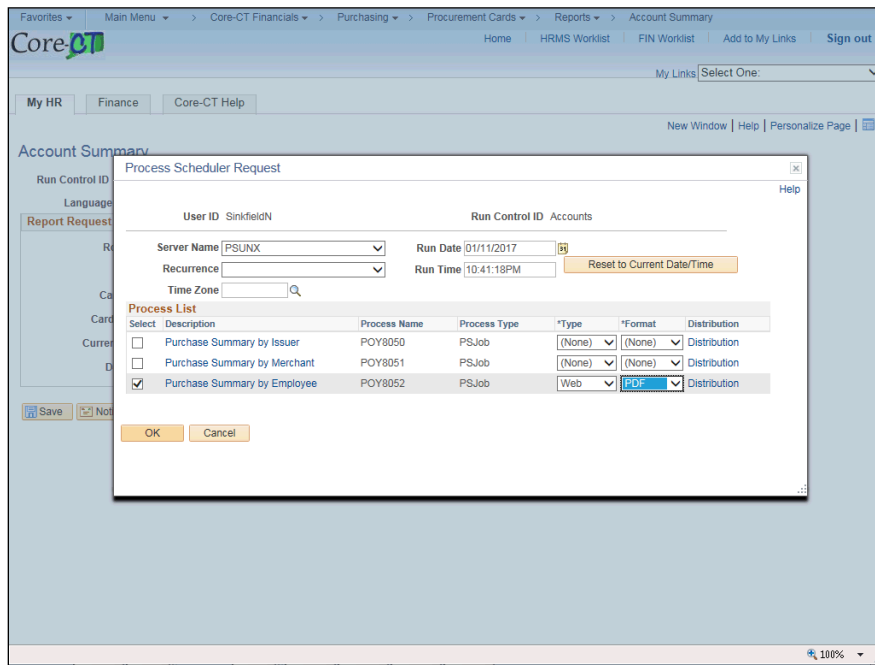 Favorites Main Menu > Core-CT Financials > Purchasing > Procurement Cards > Reports > Account Summary
Core-CT
Home HRMS Worklist FIN Worklist Add to My Links Sign out
My Links Select One:
My HR Finance Core-CT Help
New Window | Help | Personalize Page |
Account Summary
Run Control ID
Language
Report Request
Ca
Card
Curren
D
Save Noti
Process Scheduler Request
Help
User ID SinkfieldN Run Control ID Accounts
Server Name PSUNX Run Date 01/11/2017
Recurrence Run Time 10:41:18PM Reset to Current Date/Time
Time Zone
Process List
Select Description Process Name Process Type *Type *Format Distribution
Purchase Summary by Issuer POY8050 PSJob (None) (None) Distribution
Purchase Summary by Merchant POY8051 PSJob (None) (None) Distribution
Purchase Summary by Employee POY8052 PSJob Web PDF Distribution
OK Cancel
100%